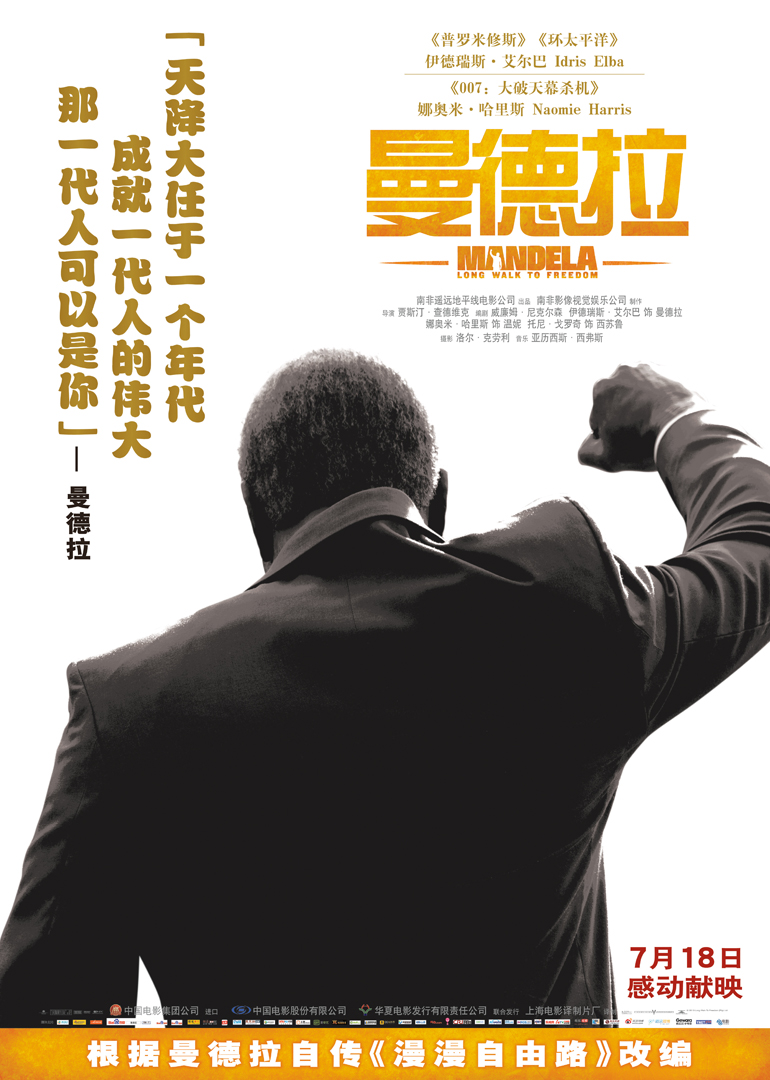 「天降大任于一个年代
成就一代人的伟大
那一代人可以是你」—曼德拉
《普罗米修斯》《环太平洋》
伊德瑞斯·艾尔巴 Idris Elba
《007：大破天幕杀机》
娜奥米·哈里斯 Naomie Harris
曼德拉
MANDELA
LONG WALK TO FREEDOM
南非遥远地平线电影公司 出品 南非影像视觉娱乐公司 制作
导演 贾斯汀·查德维克 编剧 威廉姆·尼克尔森 伊德瑞斯·艾尔巴 饰 曼德拉
娜奥米·哈里斯 饰 温妮 托尼·戈罗奇 饰 西苏鲁
摄影 洛尔·克劳利 音乐 亚历西斯·西弗斯
7月18日
感动献映
中国电影集团公司 进口 中国电影股份有限公司 华夏电影发行有限责任公司 联合发行 上海电影译制片厂
根据曼德拉自传《漫漫自由路》改编